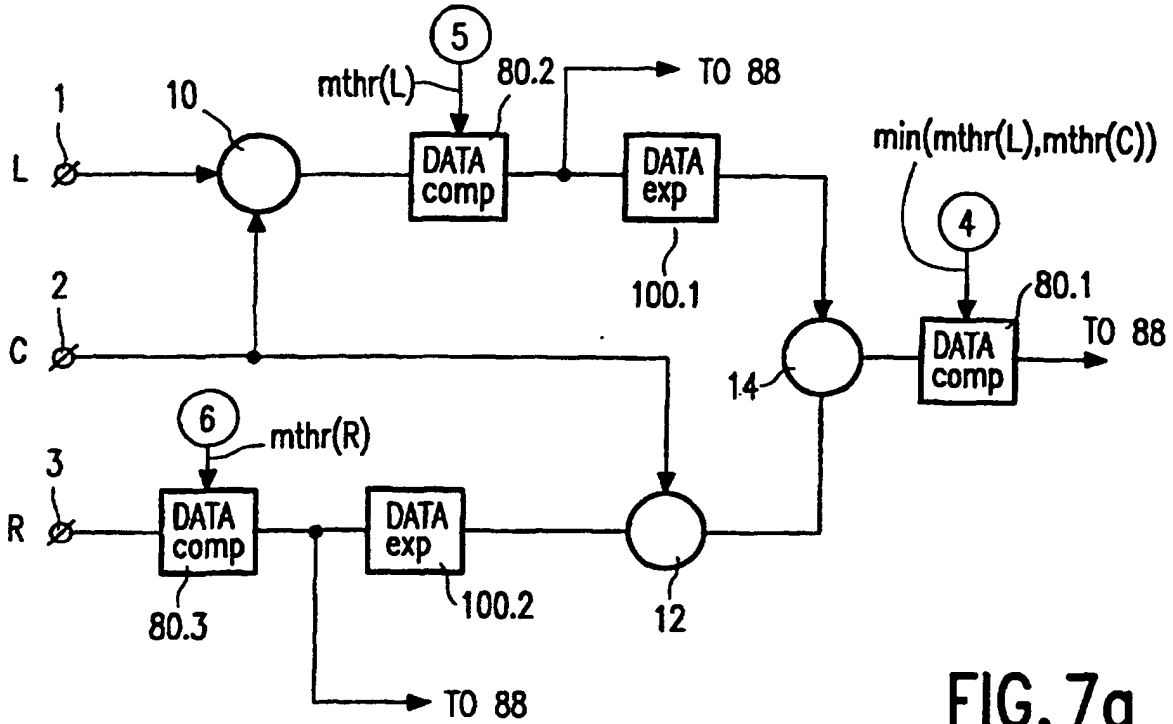 5
1
10
mthr(L)
80.2
TO 88
L
DATA
comp
DATA
exp
min(mthr(L),mthr(C))
4
100.1
2
80.1
TO 88
C
DATA
comp
14
6
mthr(R)
3
R
DATA
comp
DATA
exp
80.3
100.2
12
TO 88
FIG. 7a